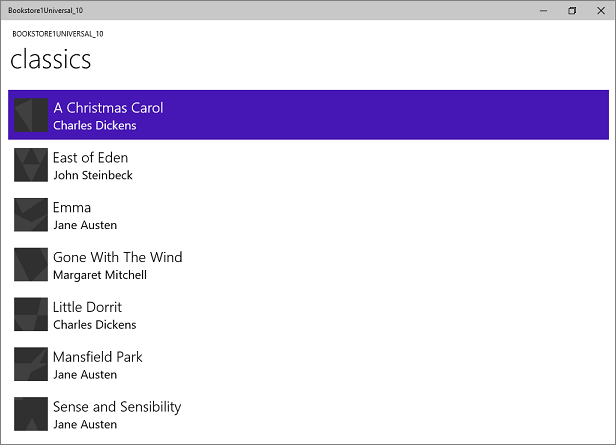 Bookstore1Universal_10
BOOKSTORE1UNIVERSAL_10
classics
A Christmas Carol
Charles Dickens
East of Eden
John Steinbeck
Emma
Jane Austen
Gone With The Wind
Margaret Mitchell
Little Dorrit
Charles Dickens
Mansfield Park
Jane Austen
Sense and Sensibility
Jane Austen